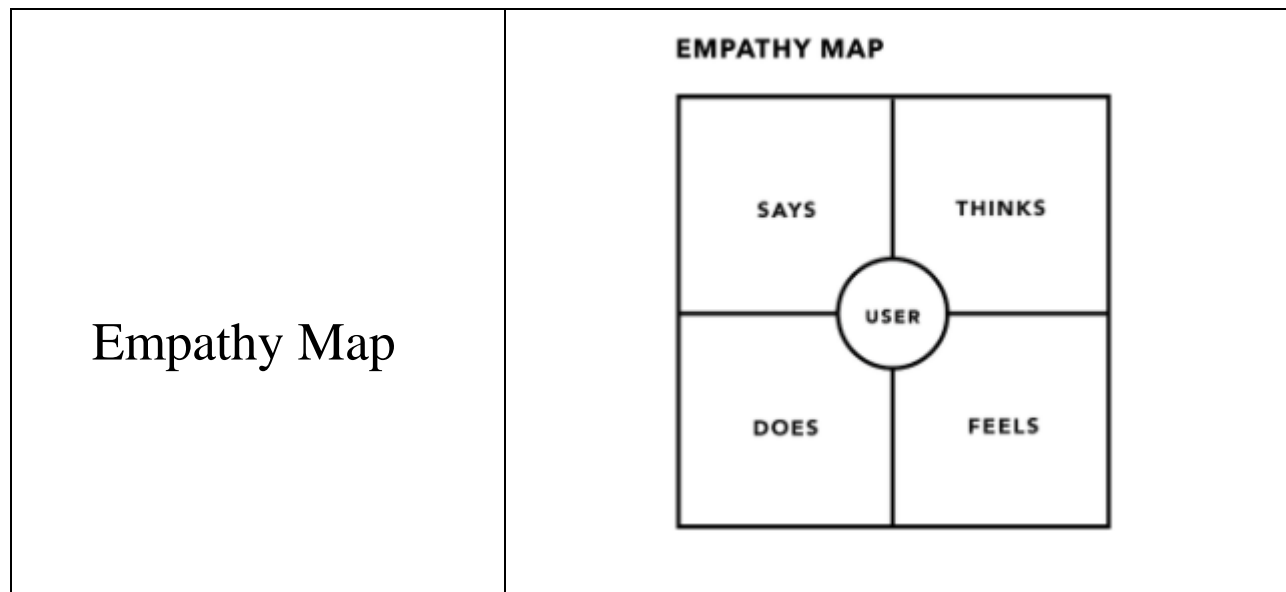 Empathy Map
EMPATHY MAP
SAYS
THINKS
USER
DOES
FEELS